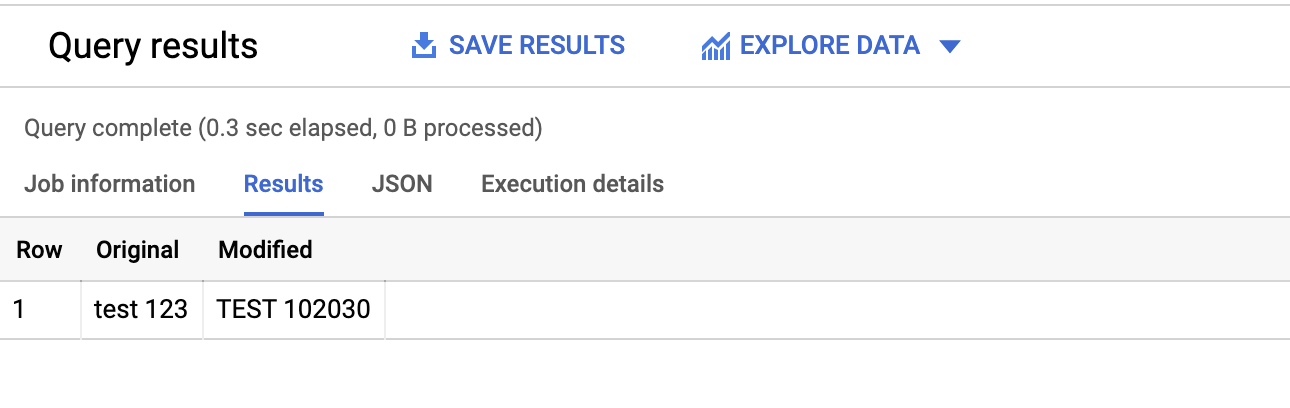 Query results SAVE RESULTS EXPLORE DATA
Query complete (0.3 sec elapsed, 0 B processed)
Job information Results JSON Execution details
Row Original Modified
1 test 123 TEST 102030